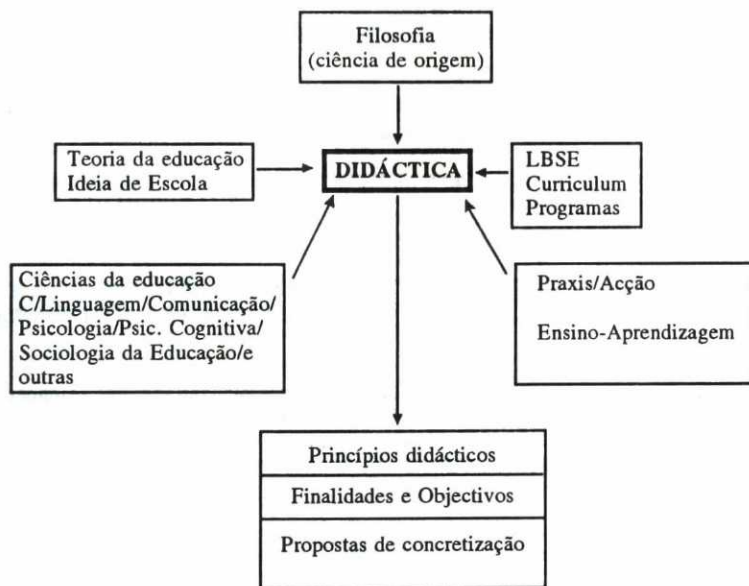 Filosofia
(ciência de origem)
Teoria da educação
Ideia de Escola
DIDÁCTICA
LBSE
Curriculum
Programas
Ciências da educação
C/Linguagem/Comunicação/
Psicologia/Psic. Cognitiva/
Sociologia da Educação/e
outras
Praxis/Acção
Ensino-Aprendizagem
Princípios didácticos
Finalidades e Objectivos
Propostas de concretização